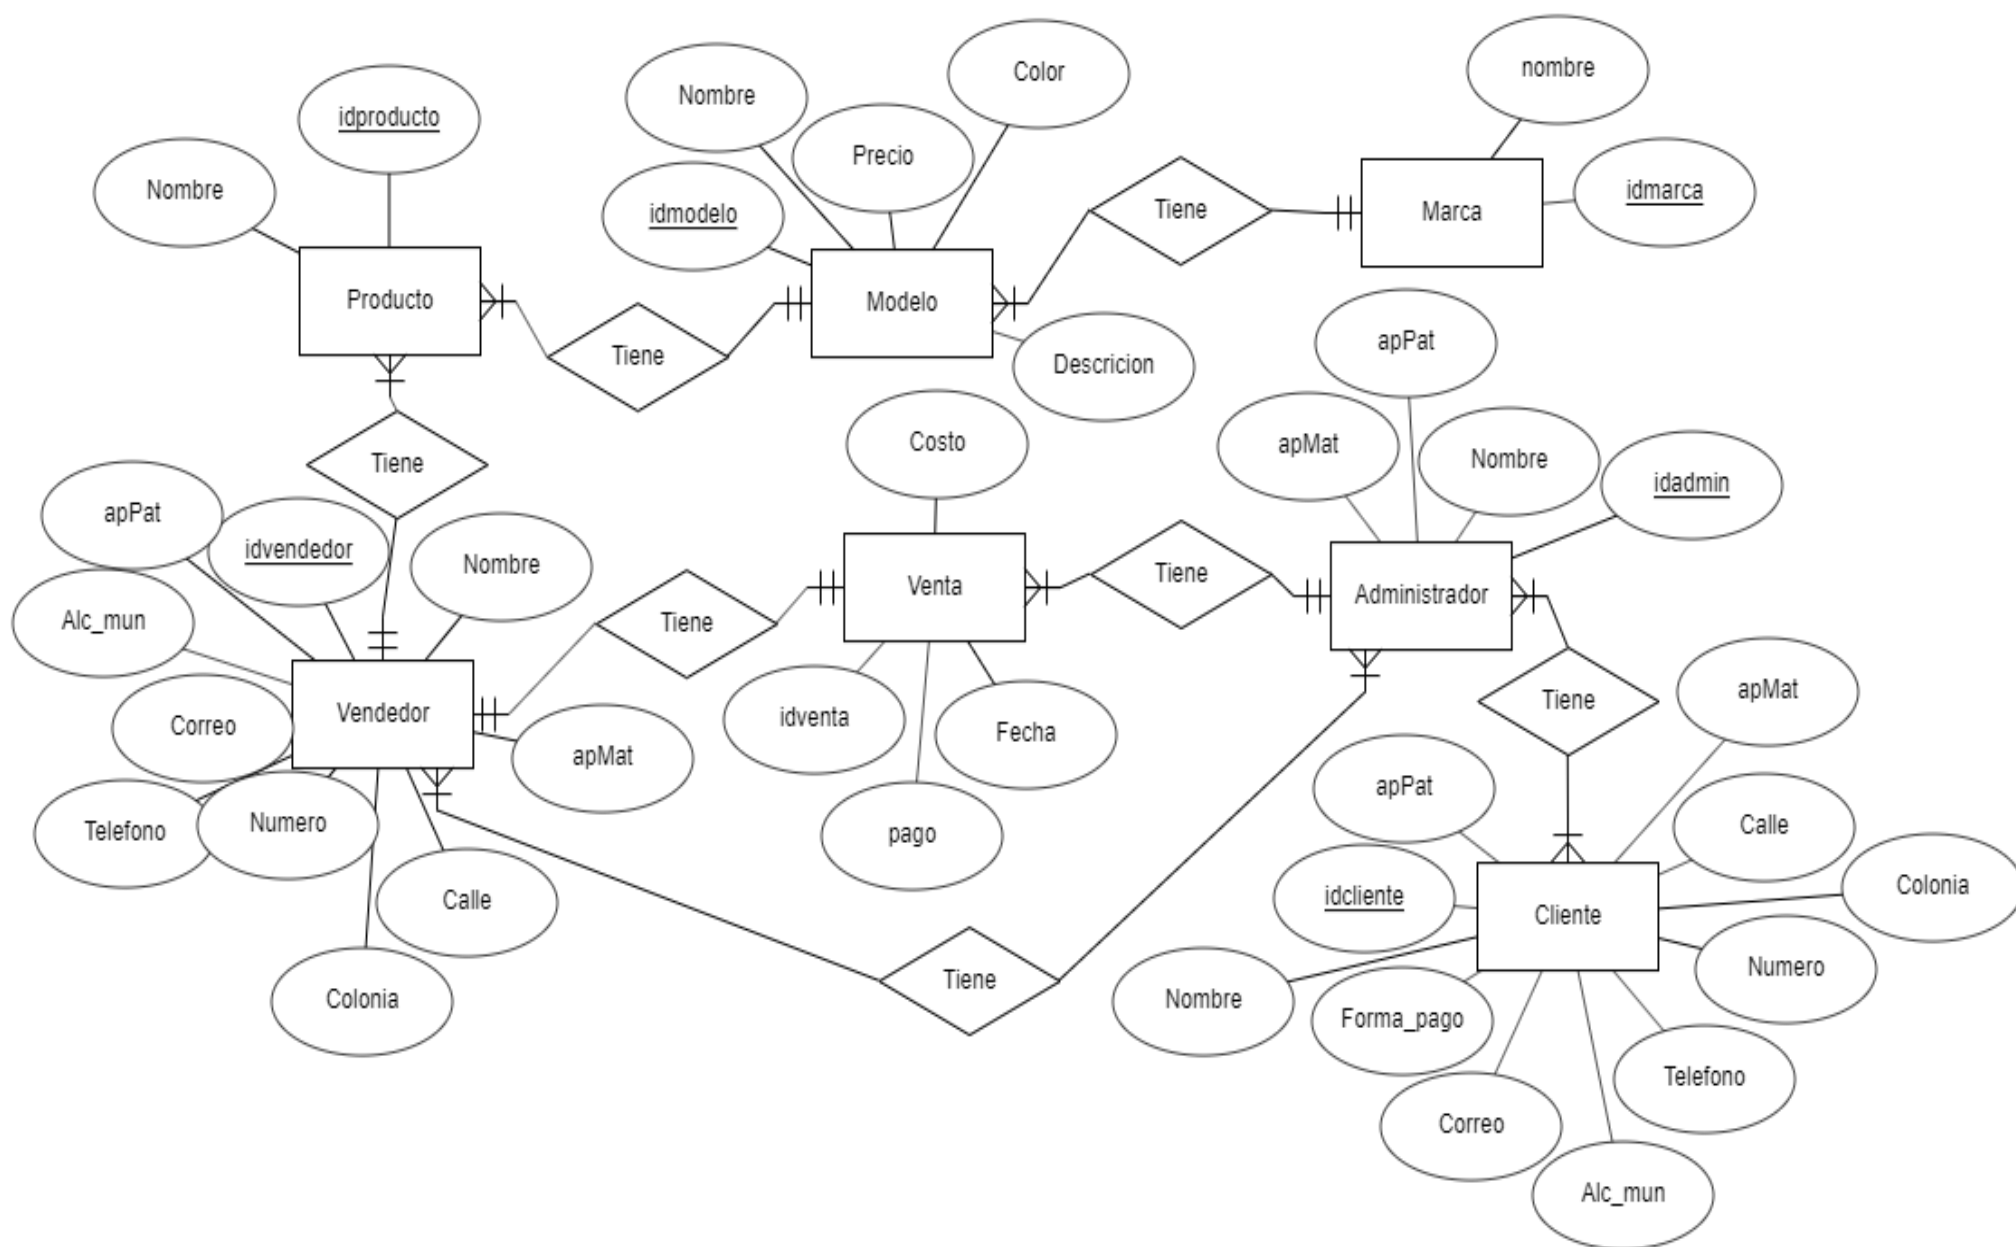 Color
nombre
Nombre
idproducto
Precio
Nombre
idmodelo
Tiene
Marca
idmarca
Producto
Modelo
Tiene
apPat
Descricion
Costo
apMat
Nombre
Tiene
idadmin
apPat
idvendedor
Nombre
Venta
Tiene
Administrador
Alc_mun
Tiene
Vendedor
Tiene
apMat
Correo
idventa
Fecha
apMat
apPat
Telefono
Numero
pago
Calle
Calle
idcliente
Cliente
Colonia
Colonia
Tiene
Nombre
Forma_pago
Numero
Telefono
Correo
Alc_mun